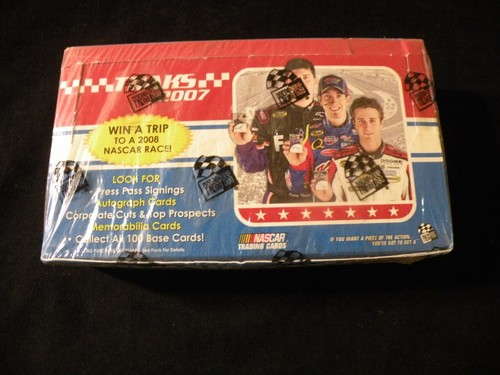 TRAKS
2007
WIN A TRIP
TO A 2008
NASCAR RACE!
LOOK FOR
Press Pass Signings
Autograph Cards
Corporate Cuts & Top Prospects
Memorabilia Cards
Collect All 100 Base Cards!
NASCAR
TRADING CARDS
IF YOU WANT A PIECE OF THE ACTION,
YOU'VE GOT TO GET A